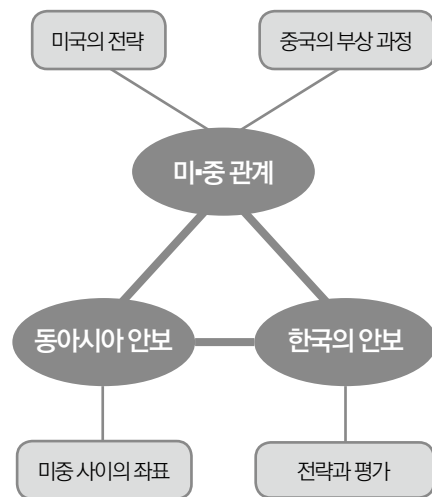 미국의 전략
중국의 부상 과정
미▪중 관계
동아시아 안보
한국의 안보
미중 사이의 좌표
전략과 평가